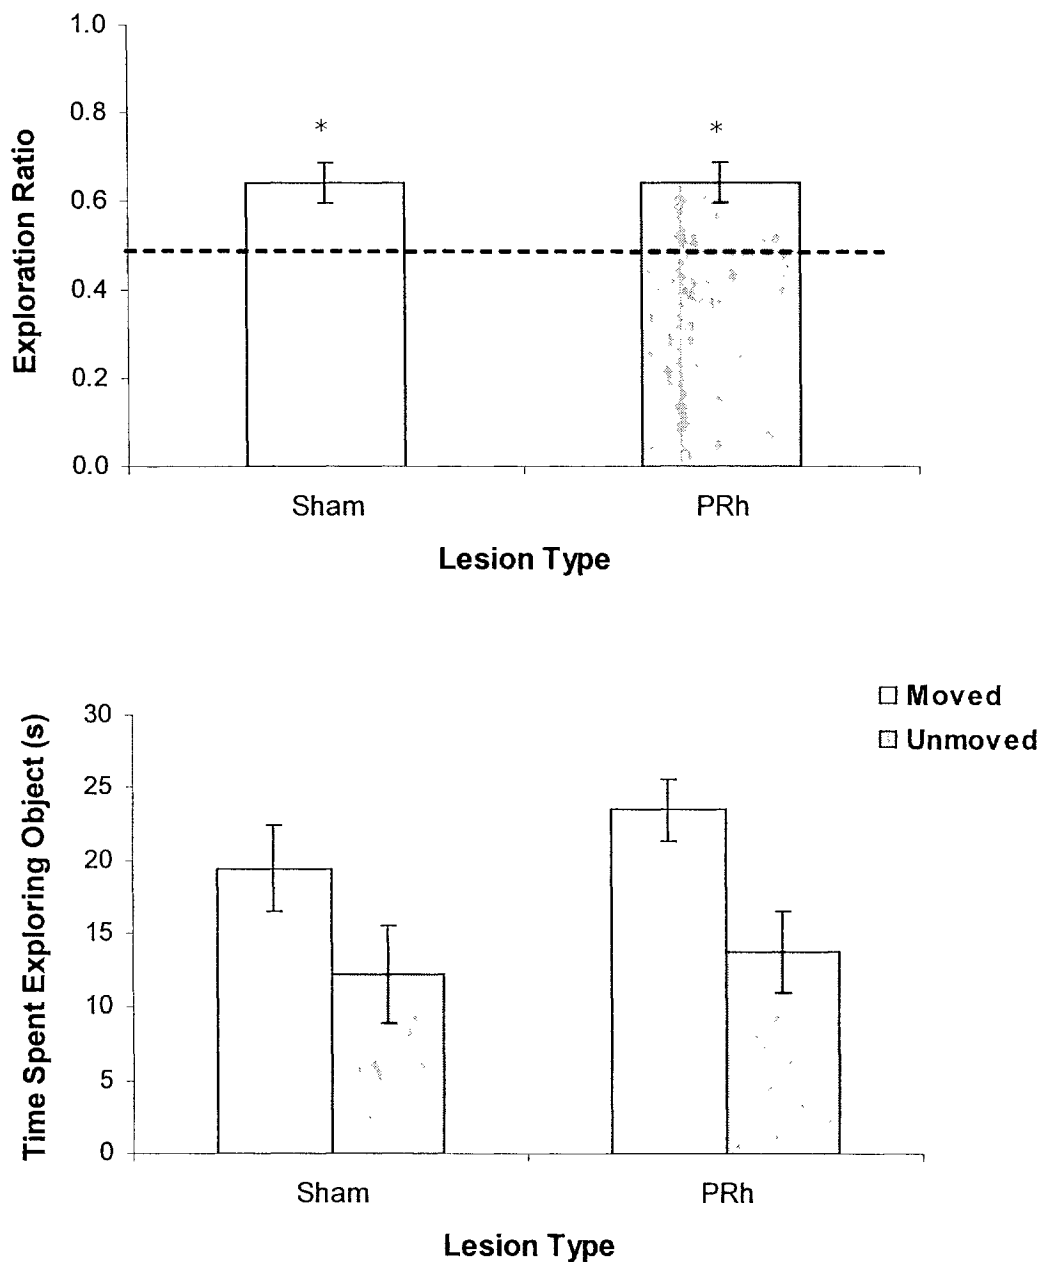 1.0
0.8
0.6
0.4
0.2
0.0
Exploration Ratio
*
*
Sham
PRh
Lesion Type
Moved
Unmoved
30
25
20
15
10
5
0
Time Spent Exploring Object (s)
Sham
PRh
Lesion Type